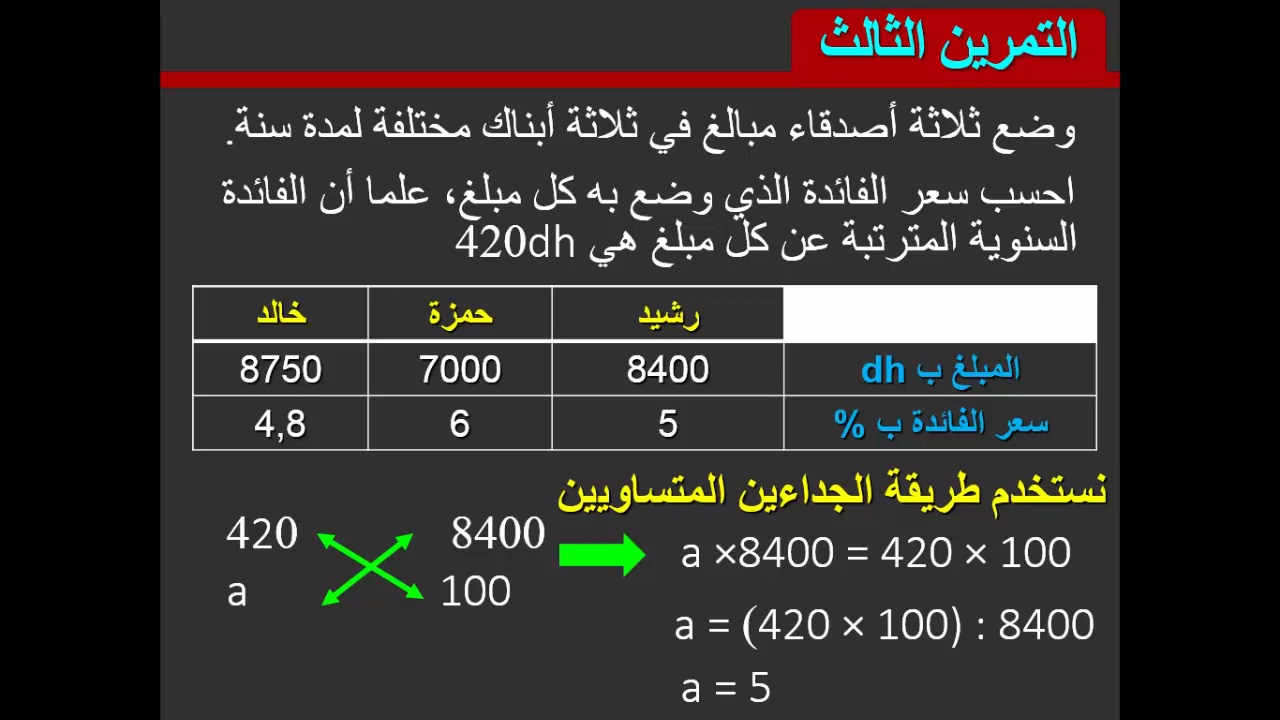 التمرين الثالث
وضع ثلاثة أصدقاء مبالغ في ثلاثة أبناك مختلفة لمدة سنة.
احسب سعر الفائدة الذي وضع به كل مبلغ، علما أن الفائدة
السنوية المترتبة عن كل مبلغ هي 420dh
رشيد حمزة خالد
المبلغ ب dh 8400 7000 8750
سعر الفائدة ب % 5 6 4,8
نستخدم طريقة الجداءين المتساويين
420 8400
a 100
a ×8400 = 420 × 100
a = (420 × 100) : 8400
a = 5